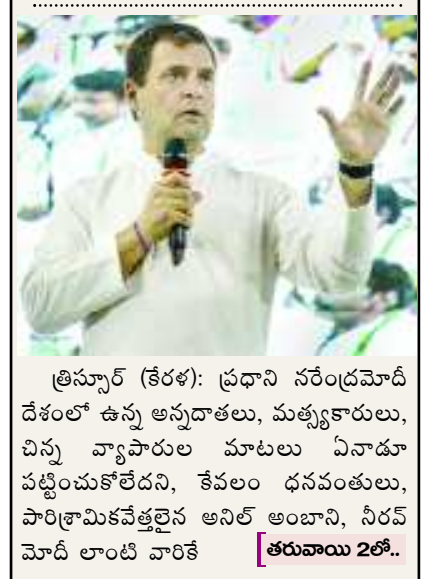 త్రిస్సూర్ (కేరళ): ప్రధాని నరేంద్రమోదీ
దేశంలో ఉన్న అన్నదాతలు, మత్స్యకారులు,
చిన్న వ్యాపారుల మాటలు ఏనాడూ
పట్టించుకోలేదని, కేవలం ధనవంతులు,
పారిశ్రామికవేత్తలైన అనిల్ అంబాని, నీరవ్
మోదీ లాంటి వారికే తరువాయి 2లో..